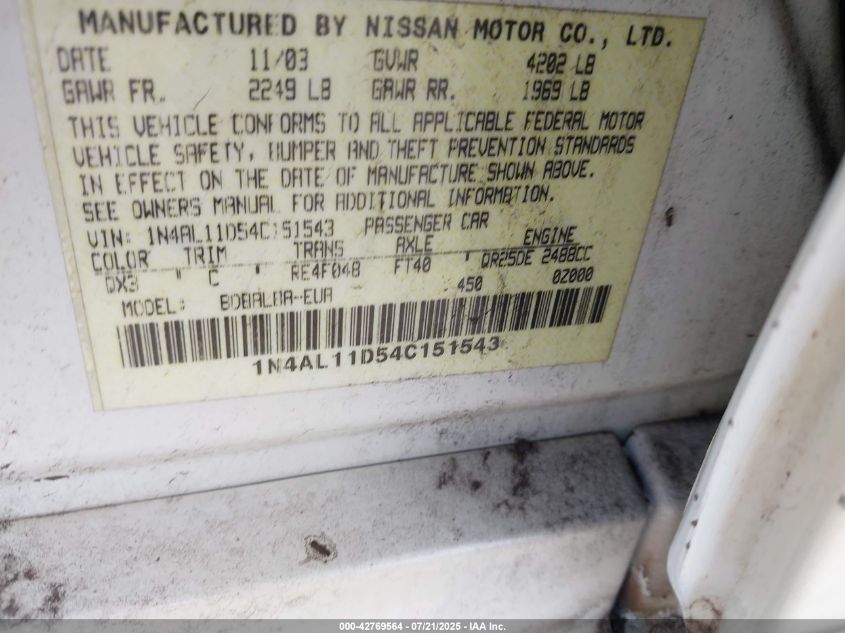 MANUFACTURED BY NISSAN MOTOR CO., LTD.
DATE 11/03 GVWR 4202 LB
GAWR FR. 2249 LB GAWR RR. 1969 LB
THIS VEHICLE CONFORMS TO ALL APPLICABLE FEDERAL MOTOR
VEHICLE SAFETY, BUMPER AND THEFT PREVENTION STANDARDS
IN EFFECT ON THE DATE OF MANUFACTURE SHOWN ABOVE.
SEE OWNERS MANUAL FOR ADDITIONAL INFORMATION.
VIN: 1N4AL11D54C151543 PASSENGER CAR
COLOR TRIM TRANS AXLE ENGINE
QX3 " C ' RE4F04B FT40 ' QR25DE 2488CC
450 0Z000
MODEL: BDBALBA-EUA
1N4AL11D54C151543
000-42769564 / 07/21/2025 - IAA Inc.